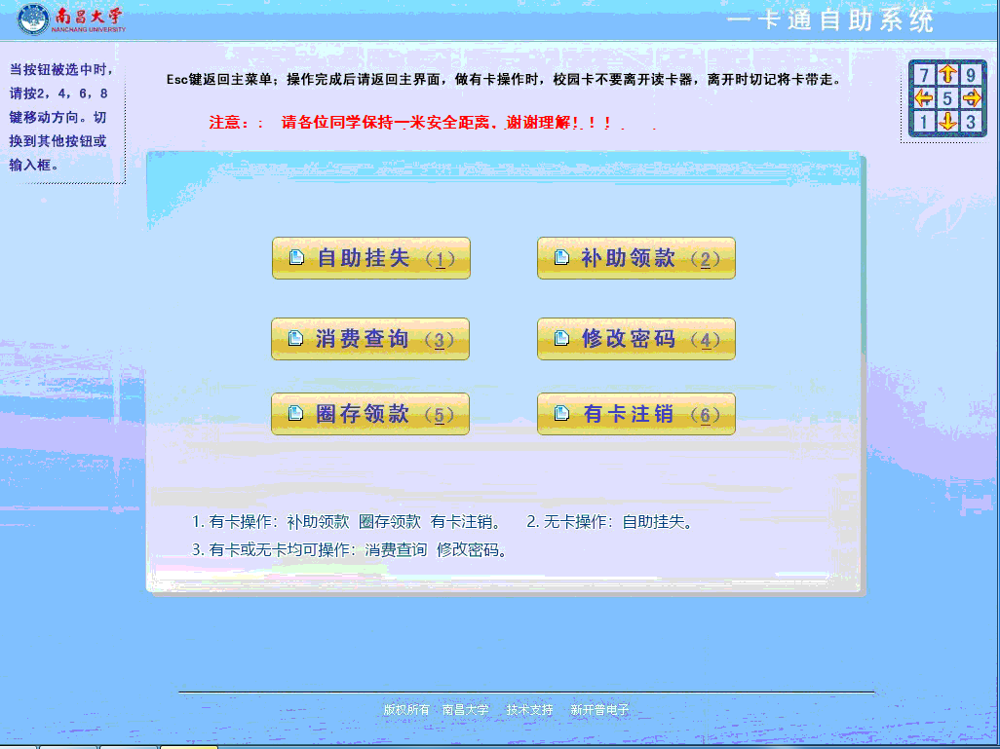 南昌大学
NANCHANG UNIVERSITY
一卡通自助系统
当按钮被选中时，
请按2，4，6，8
键移动方向。切
换到其他按钮或
输入框。
Esc键返回主菜单；操作完成后请返回主界面，做有卡操作时，校园卡不要离开读卡器，离开时切记将卡带走。
注意：： 请各位同学保持一米安全距离，谢谢理解！！！
7 9
5
1 3
自助挂失（1） 补助领款（2）
消费查询（3） 修改密码（4）
圈存领款（5） 有卡注销（6）
1. 有卡操作：补助领款 圈存领款 有卡注销。 2. 无卡操作：自助挂失。
3. 有卡或无卡均可操作：消费查询 修改密码。
版权所有 南昌大学 技术支持 新开普电子